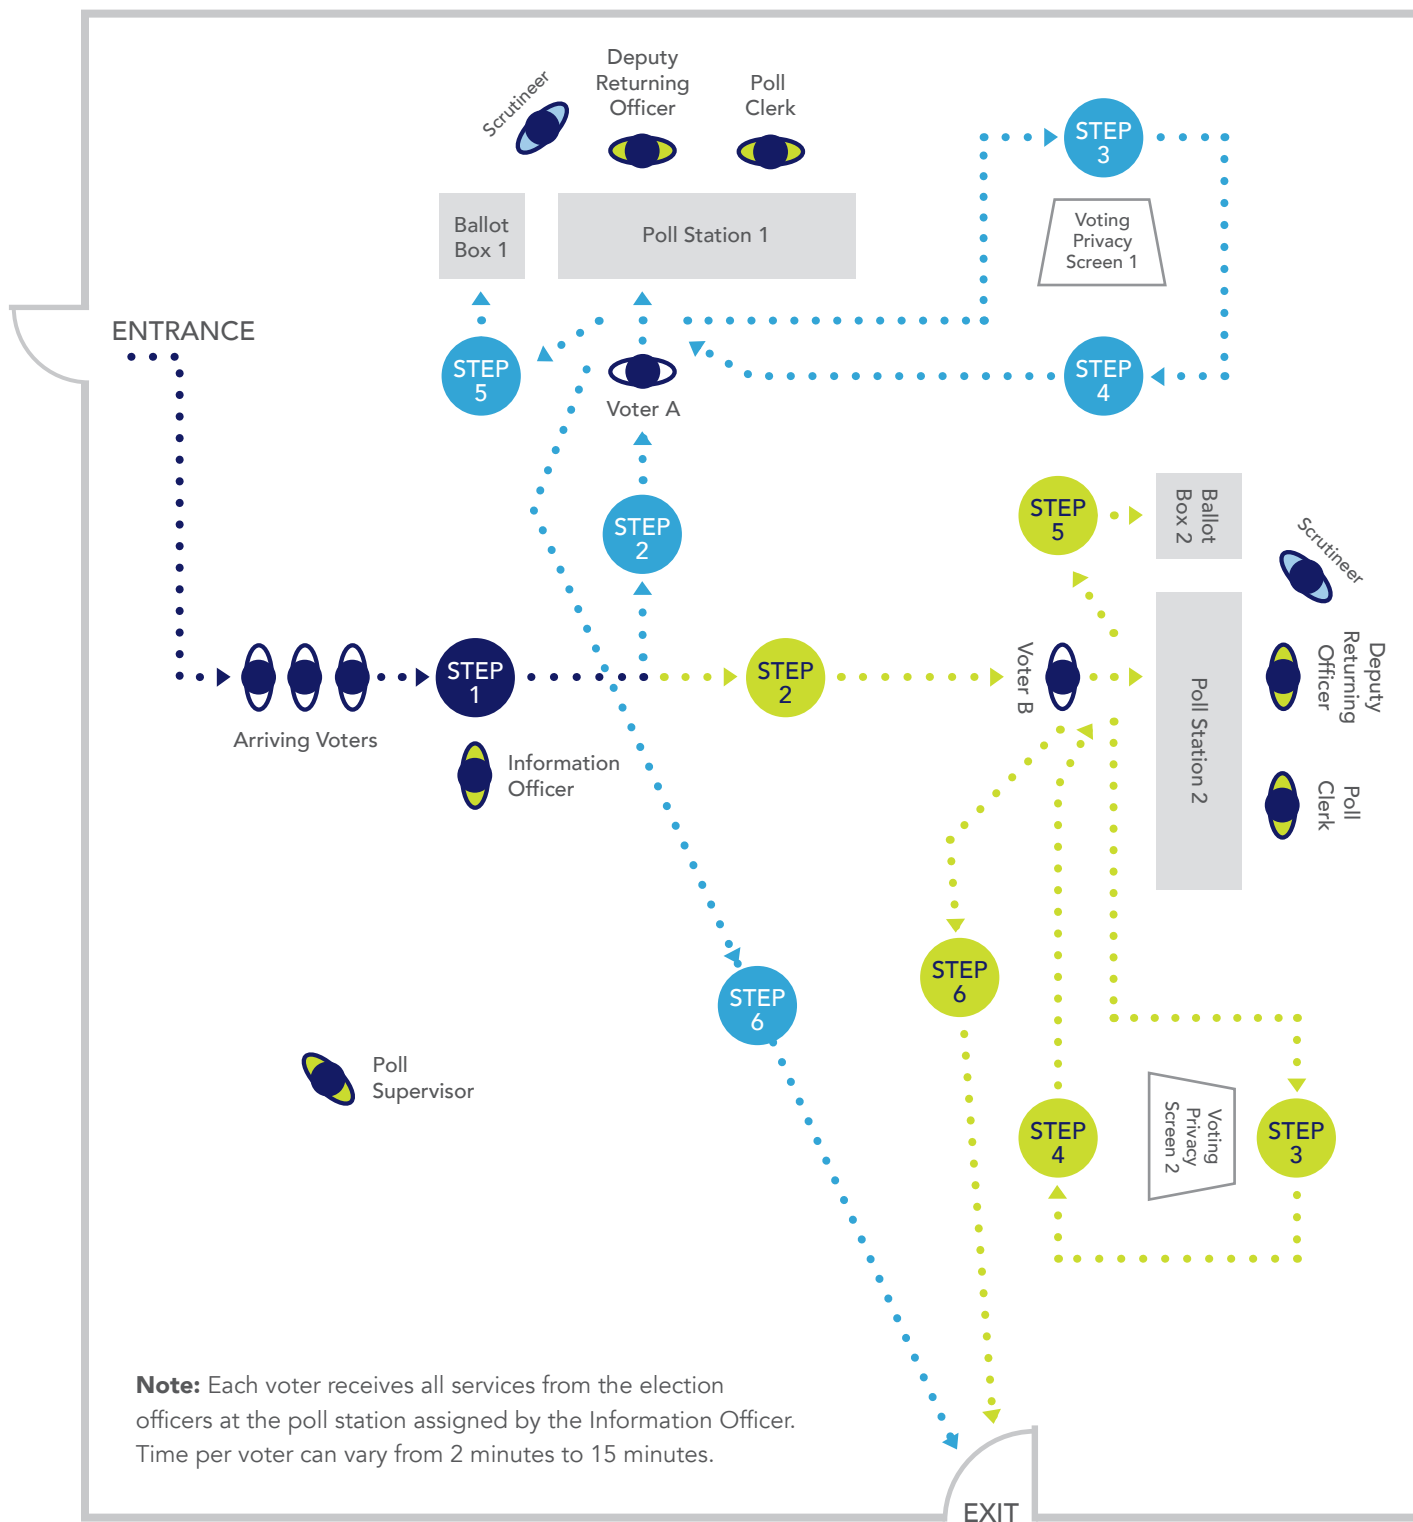 Scrutineer
Deputy
Returning
Officer
Poll
Clerk
STEP
3
Ballot
Box 1
Poll Station 1
Voting
Privacy
Screen 1
ENTRANCE
STEP
5
Voter A
STEP
4
STEP
2
STEP
5
Ballot
Box 2
Scrutineer
STEP
1
STEP
2
Voter B
Poll Station 2
Deputy
Returning
Officer
Arriving Voters
Information
Officer
Poll
Clerk
STEP
6
STEP
6
Poll
Supervisor
STEP
4
Voting
Privacy
Screen 2
STEP
3
Note: Each voter receives all services from the election
officers at the poll station assigned by the Information Officer.
Time per voter can vary from 2 minutes to 15 minutes.
EXIT